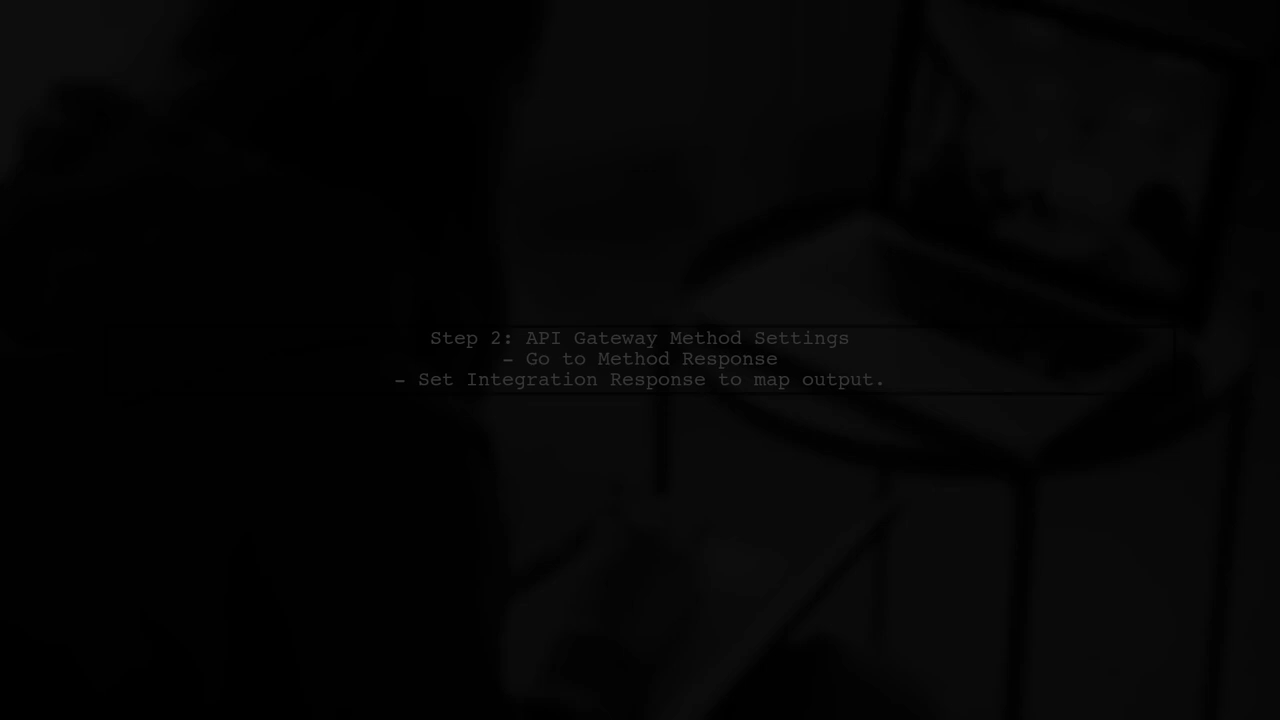 Step 2: API Gateway Method Settings
- Go to Method Response
- Set Integration Response to map output.